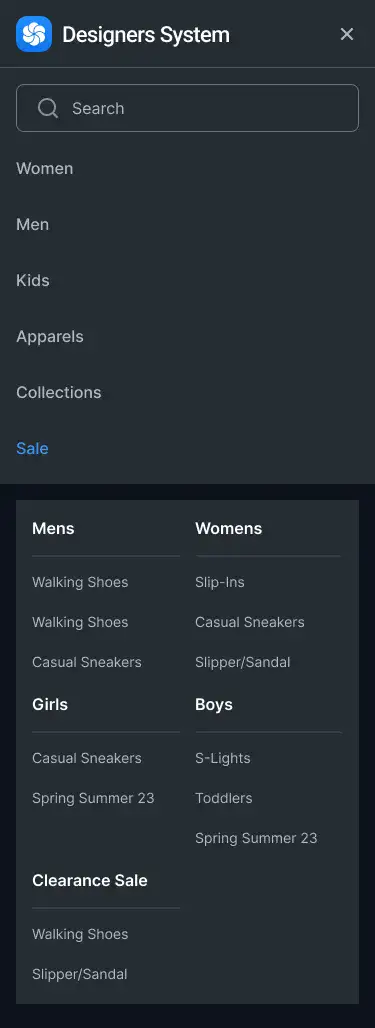 Designers System
Search
Women
Men
Kids
Apparels
Collections
Sale
Mens
Walking Shoes
Walking Shoes
Casual Sneakers
Womens
Slip-Ins
Casual Sneakers
Slipper/Sandal
Girls
Casual Sneakers
Spring Summer 23
Boys
S-Lights
Toddlers
Spring Summer 23
Clearance Sale
Walking Shoes
Slipper/Sandal